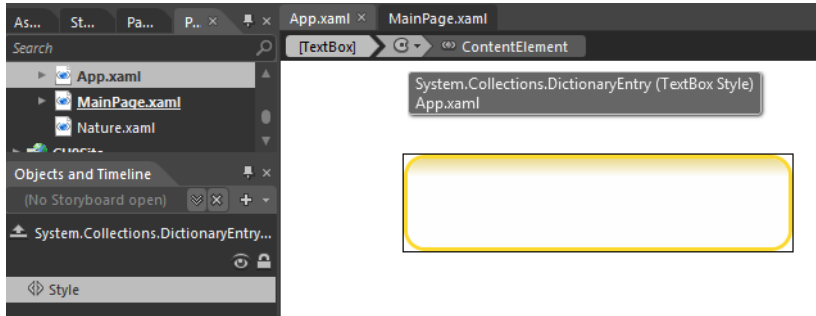 As... St... Pa... P...
App.xaml MainPage.xaml
Search
[TextBox] ContentElement
App.xaml
System.Collections.DictionaryEntry (TextBox Style)
App.xaml
MainPage.xaml
Nature.xaml
Objects and Timeline
(No Storyboard open)
System.Collections.DictionaryEntry...
Style